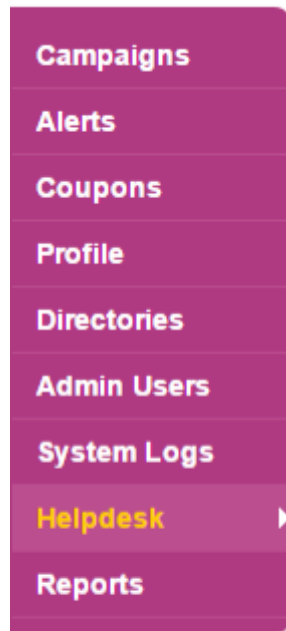 Campaigns
Alerts
Coupons
Profile
Directories
Admin Users
System Logs
Helpdesk
Reports